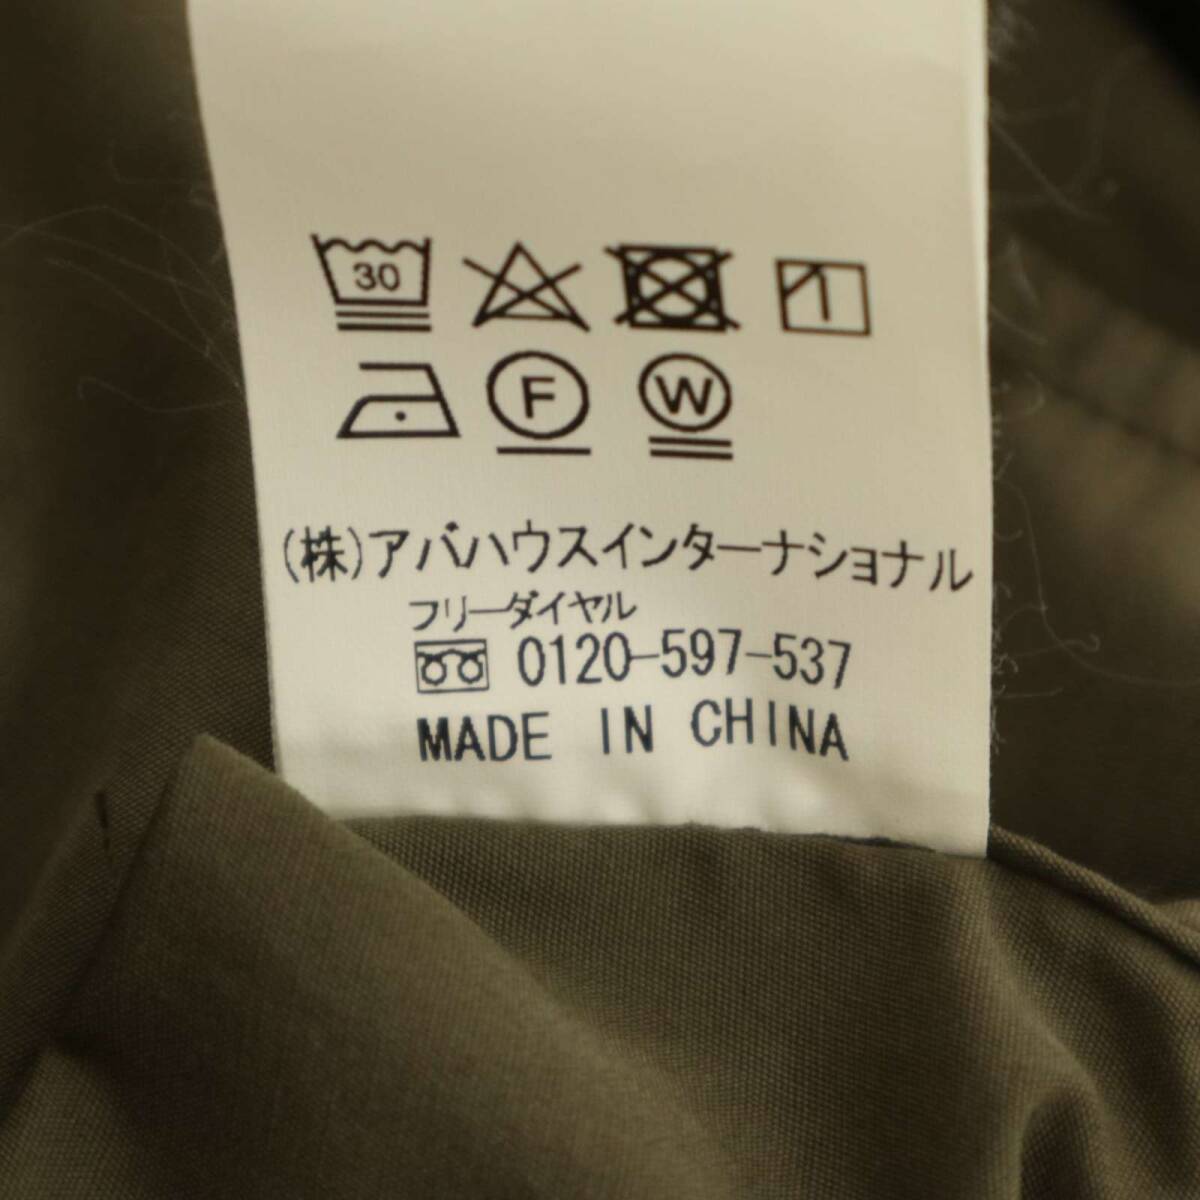 30
F W
(株)アバハウスインターナショナル
フリーダイヤル
0120-597-537
MADE IN CHINA